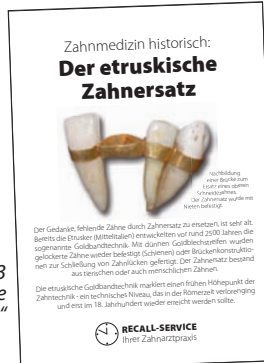 Zahnmedizin historisch:
Der etruskische
Zahnersatz
Nachbildung
einer Brücke zum
Ersatz eines oberen
Schneidezahnes.
Der Zahnersatz wurde mit
Nieten befestigt.
Der Gedanke, fehlende Zähne durch Zahnersatz zu ersetzen, ist sehr alt.
Bereits die Etrusker (Mittelitalien) entwickelten vor rund 2500 Jahren die
sogenannte Goldbandtechnik. Mit dünnen Goldblechstreifen wurden
gelockerte Zähne wieder befestigt (Schienen) oder Brückenkonstruktio-
nen zur Schließung von Zahnlücken gefertigt. Der Zahnersatz bestand
aus tierischen oder auch menschlichen Zähnen.
Die etruskische Goldbandtechnik markiert einen frühen Höhepunkt der
Zahntechnik - ein technisches Niveau, das in der Römerzeit verlorenging
und erst im 18. Jahrhundert wieder erreicht werden sollte.
RECALL-SERVICE
Ihrer Zahnarztpraxis
3
e
“